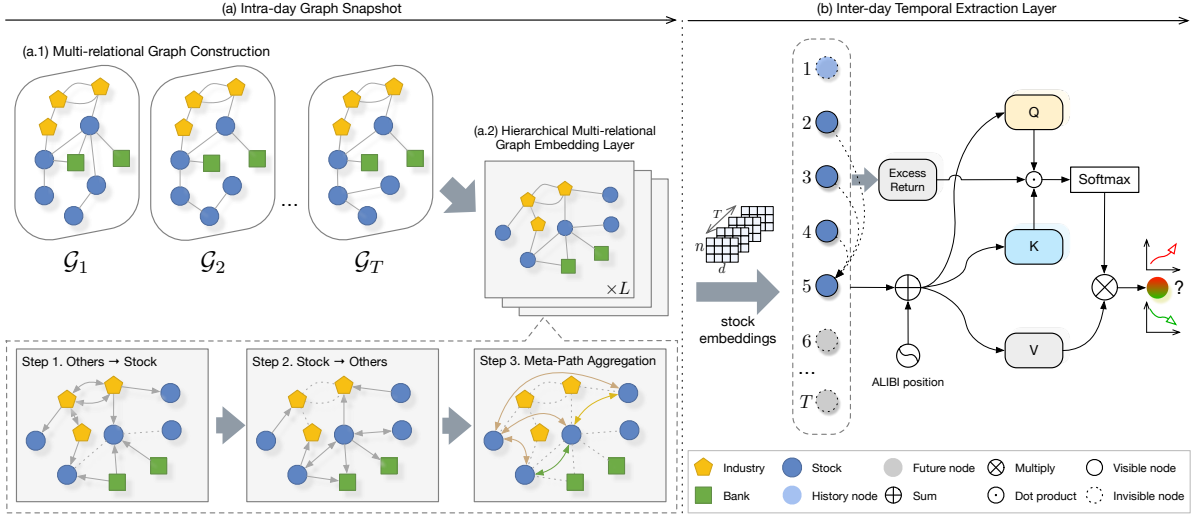 (a) Intra-day Graph Snapshot
(b) Inter-day Temporal Extraction Layer
(a.1) Multi-relational Graph Construction
𝒢1
𝒢2
...
𝒢T
(a.2) Hierarchical Multi-relational
Graph Embedding Layer
×L
Step 1. Others → Stock
Step 2. Stock → Others
Step 3. Meta-Path Aggregation
T
n
d
stock
embeddings
1
2
3
4
5
6
...
T
Excess
Return
Q
K
V
Softmax
?
ALIBI position
Industry
Stock
Future node
Multiply
Visible node
Bank
History node
Sum
Dot product
Invisible node